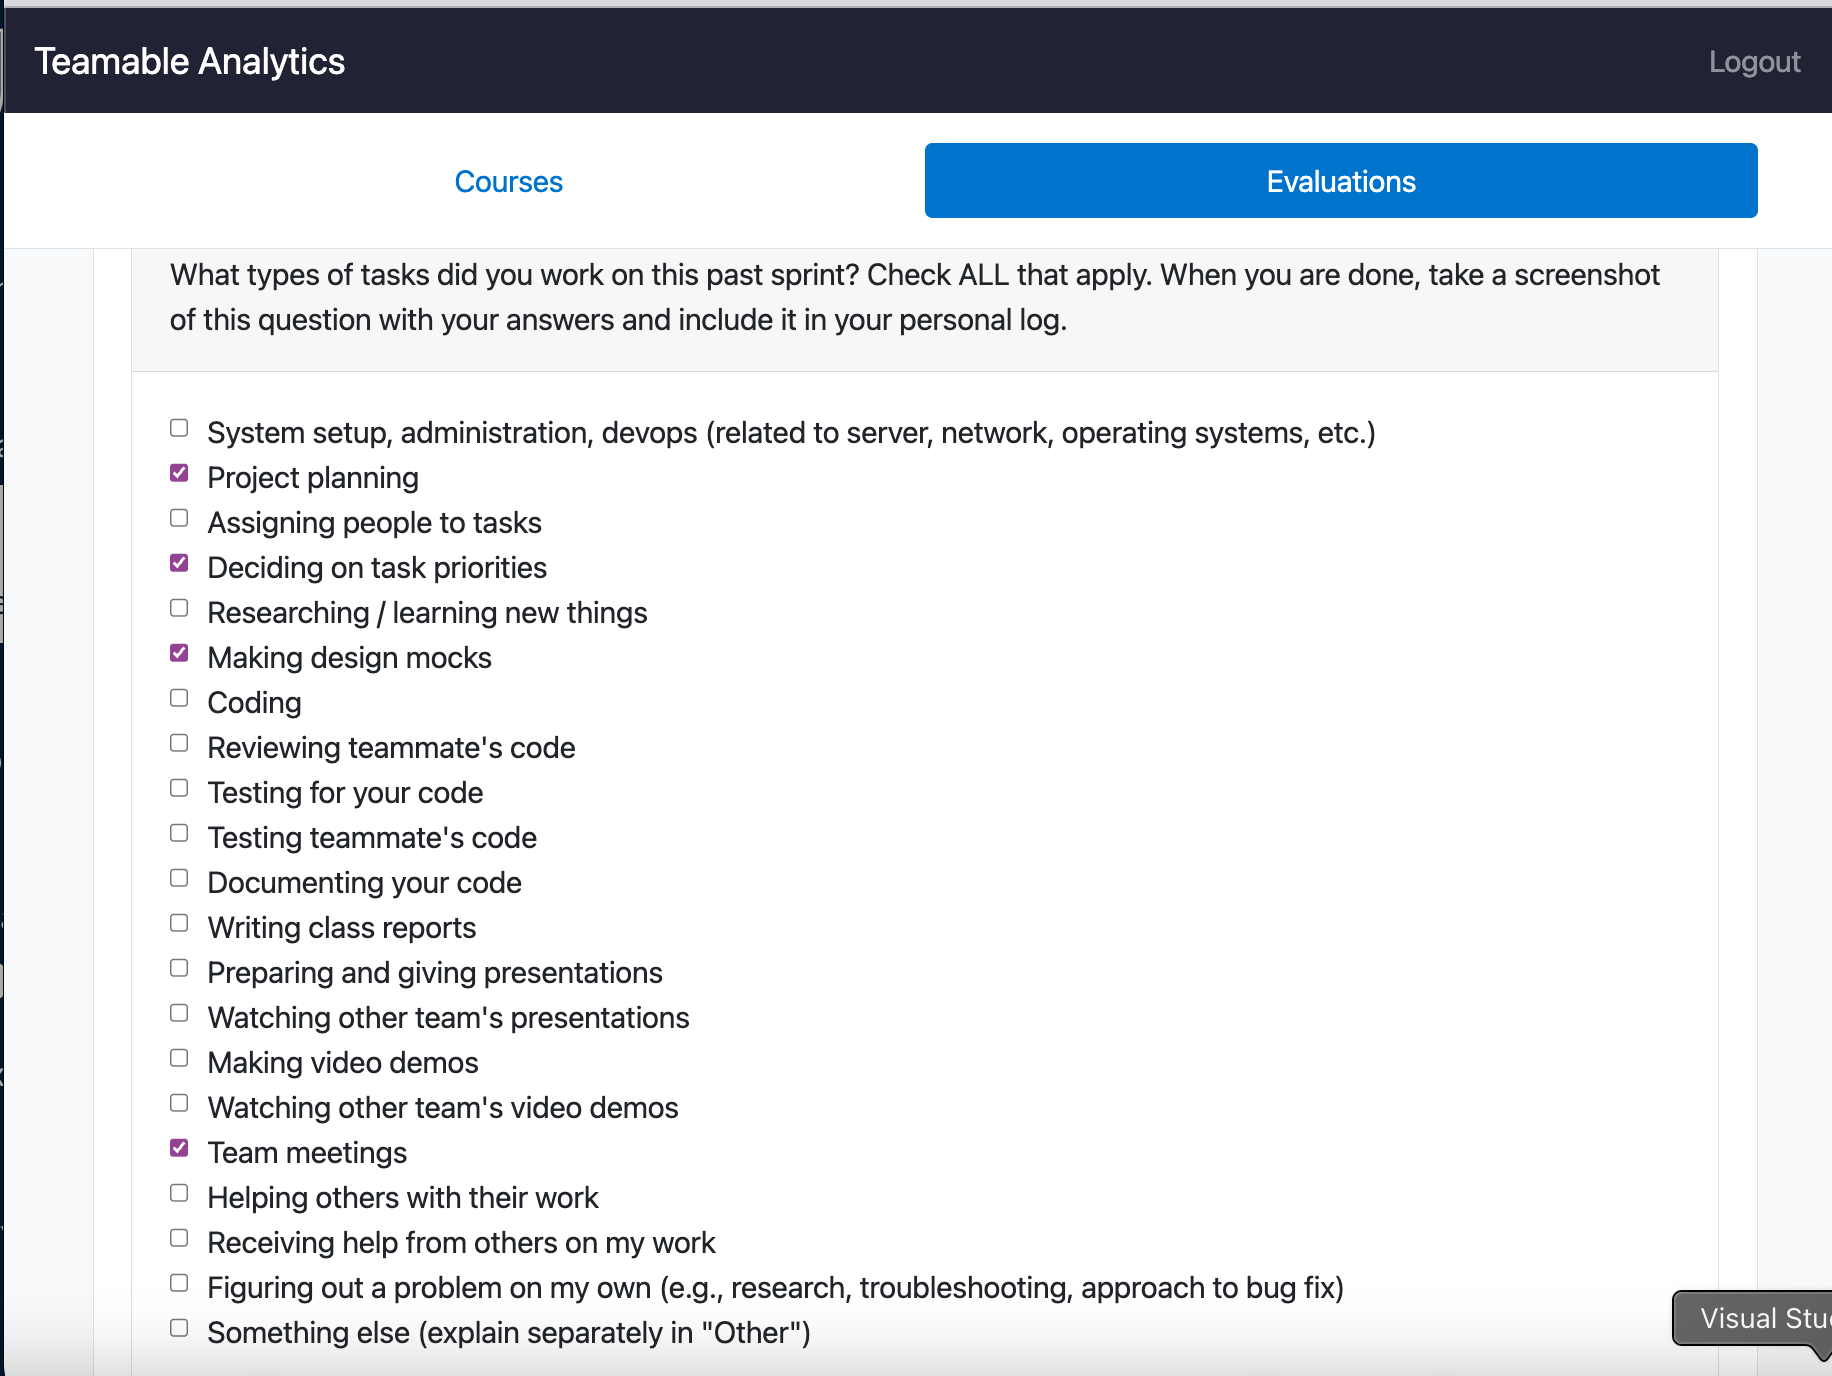 Teamable Analytics
Logout
Courses
Evaluations
What types of tasks did you work on this past sprint? Check ALL that apply. When you are done, take a screenshot
of this question with your answers and include it in your personal log.
System setup, administration, devops (related to server, network, operating systems, etc.)
Project planning
Assigning people to tasks
Deciding on task priorities
Researching / learning new things
Making design mocks
Coding
Reviewing teammate's code
Testing for your code
Testing teammate's code
Documenting your code
Writing class reports
Preparing and giving presentations
Watching other team's presentations
Making video demos
Watching other team's video demos
Team meetings
Helping others with their work
Receiving help from others on my work
Figuring out a problem on my own (e.g., research, troubleshooting, approach to bug fix)
Something else (explain separately in "Other")
Visual